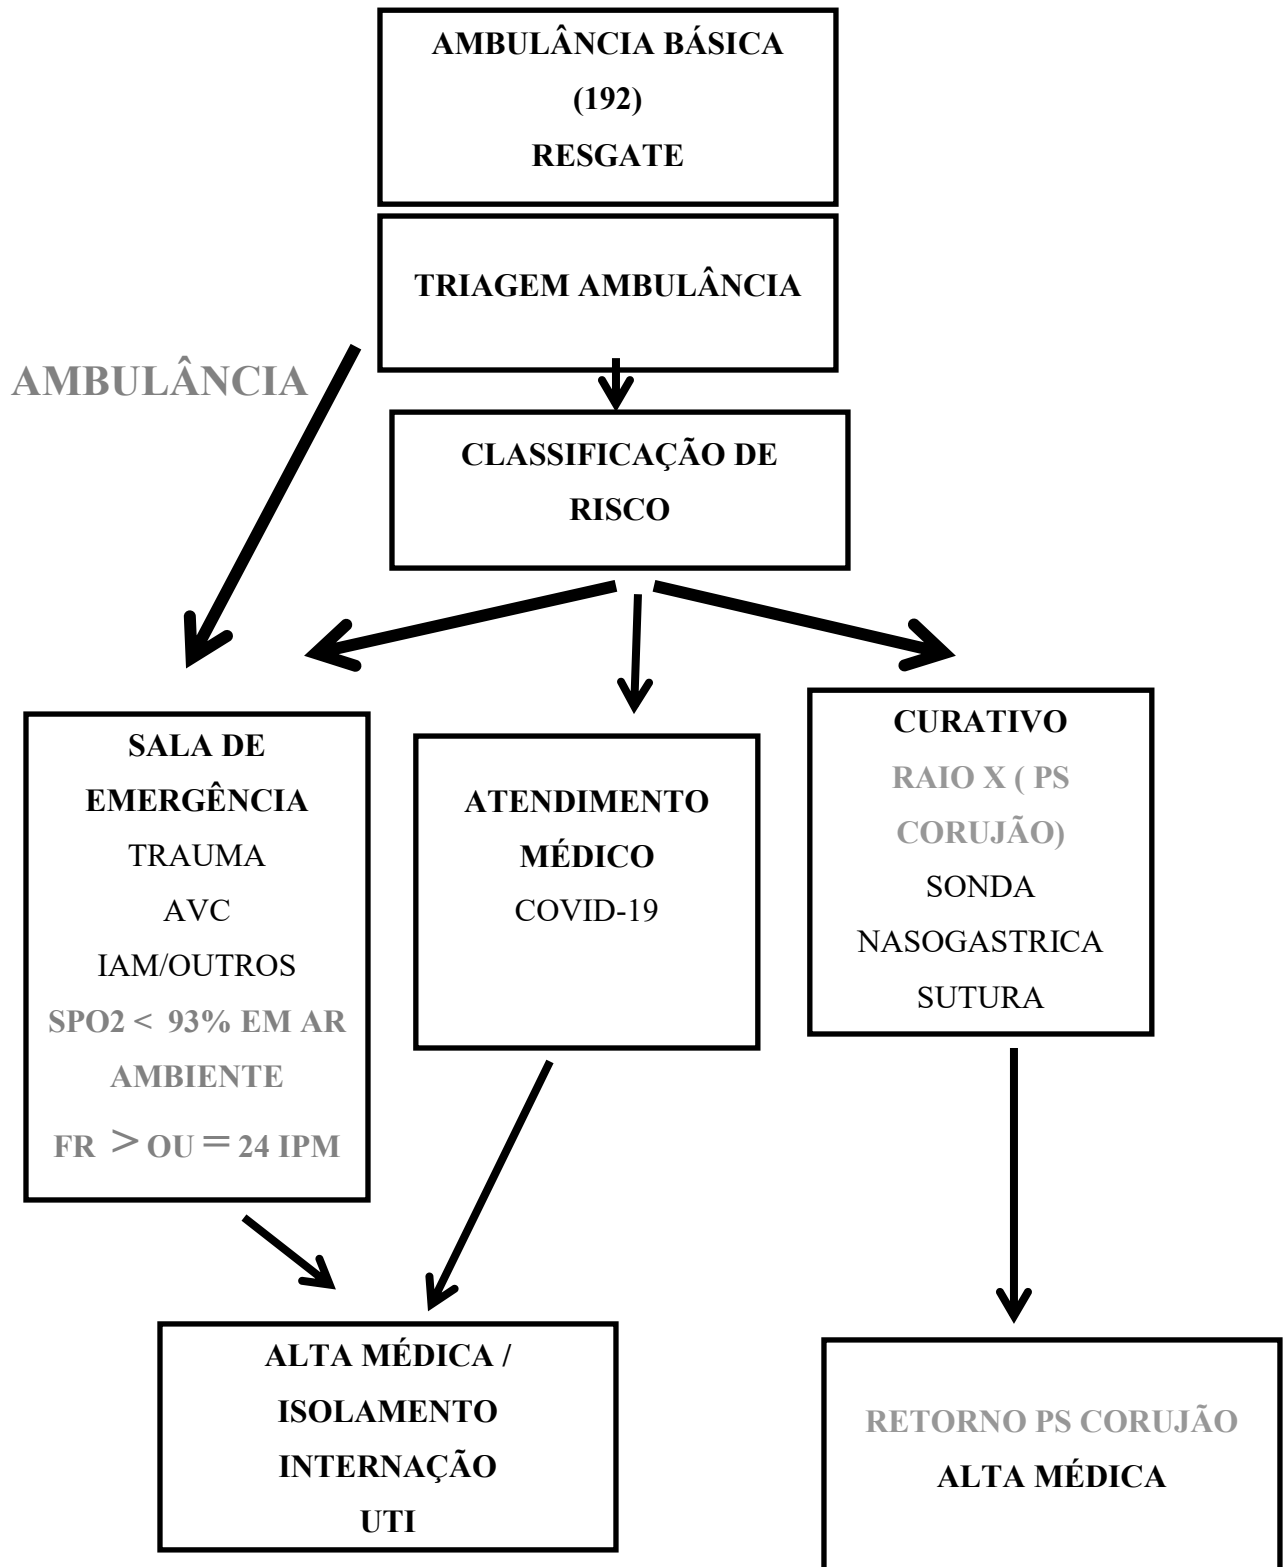 AMBULÂNCIA BÁSICA
(192)
RESGATE
TRIAGEM AMBULÂNCIA
AMBULÂNCIA
CLASSIFICAÇÃO DE
RISCO
SALA DE
EMERGÊNCIA
TRAUMA
AVC
IAM/OUTROS
SPO2 < 93% EM AR
AMBIENTE
FR > OU = 24 IPM
ATENDIMENTO
MÉDICO
COVID-19
CURATIVO
RAIO X ( PS
CORUJÃO)
SONDA
NASOGASTRICA
SUTURA
ALTA MÉDICA /
ISOLAMENTO
INTERNAÇÃO
UTI
RETORNO PS CORUJÃO
ALTA MÉDICA